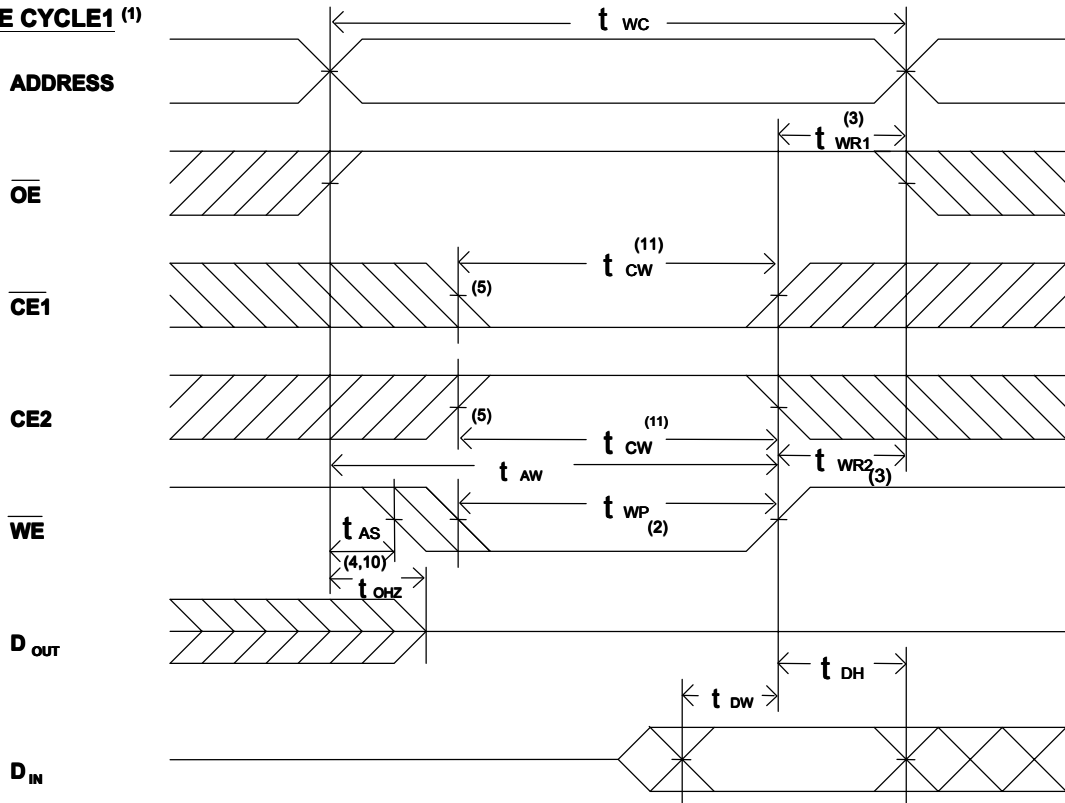 E CYCLE1 (1)
t WC
ADDRESS
(3)
t WR1
OE
(11)
t CW
(5)
CE1
CE2
(5)
(11)
t CW
t AW
t WR2(3)
t WP
(2)
WE
t AS
(4,10)
t OHZ
D OUT
t DH
t DW
D IN